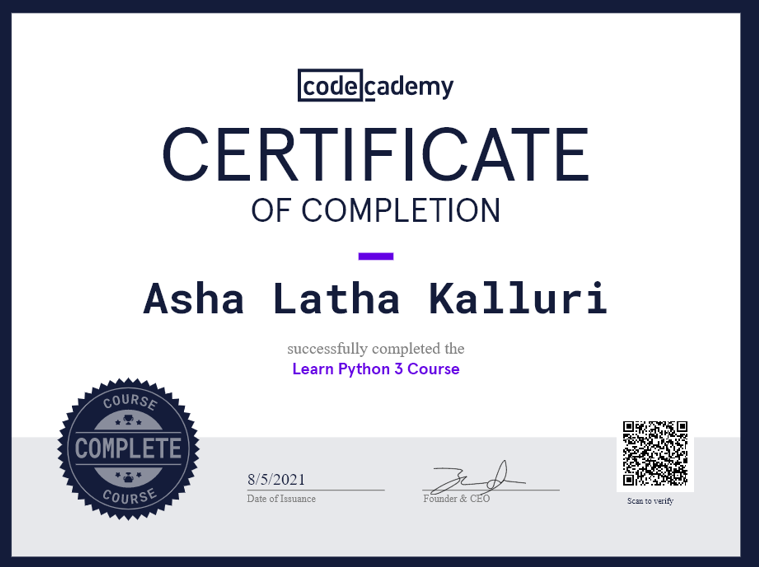 codecademy
CERTIFICATE
OF COMPLETION
Asha Latha Kalluri
successfully completed the
Learn Python 3 Course
COURSE
COMPLETE
COURSE
8/5/2021
Date of Issuance
Founder & CEO
Scan to verify